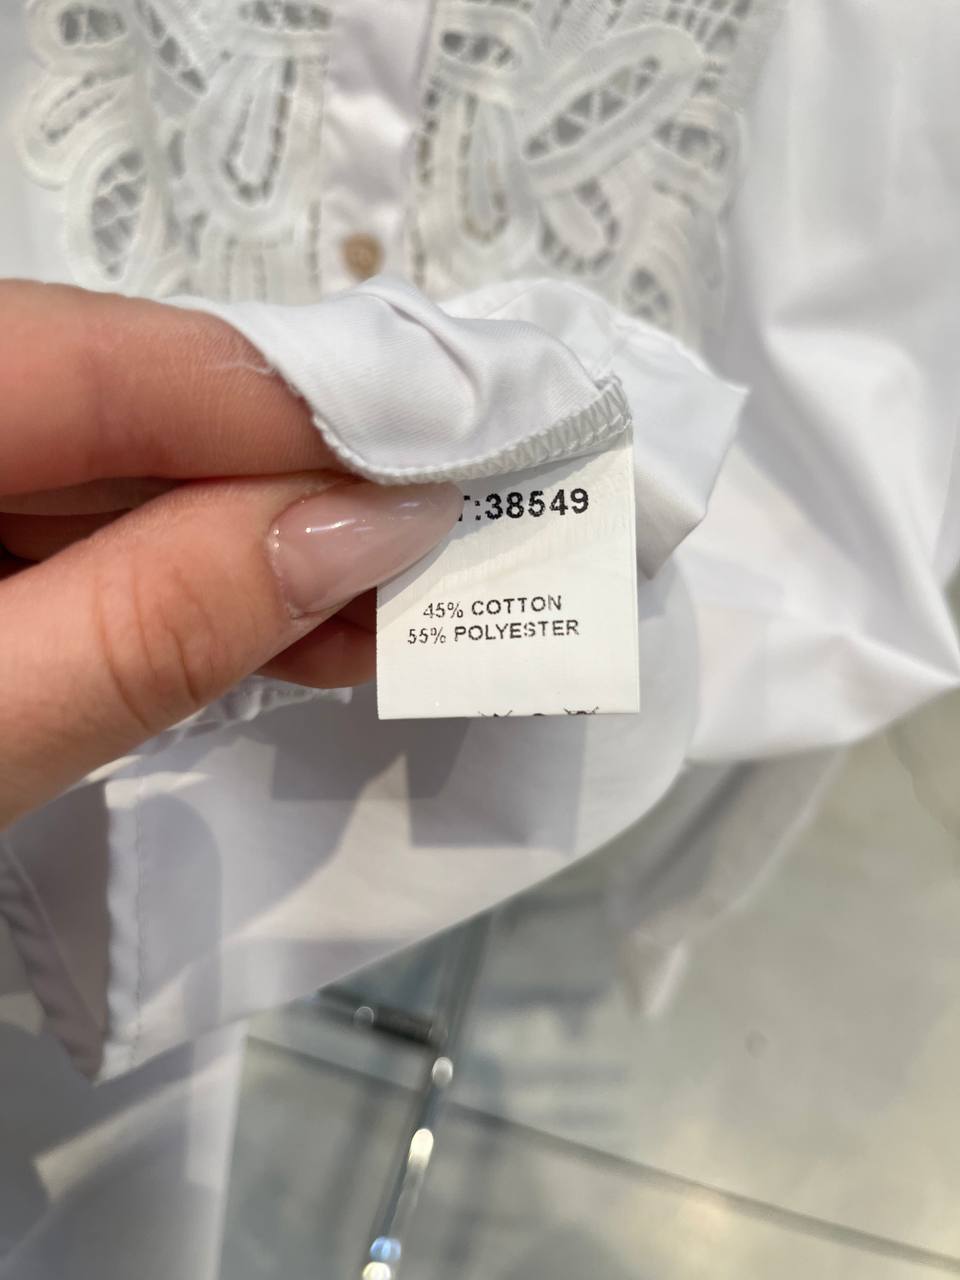 T:38549
45% COTTON
55% POLYESTER